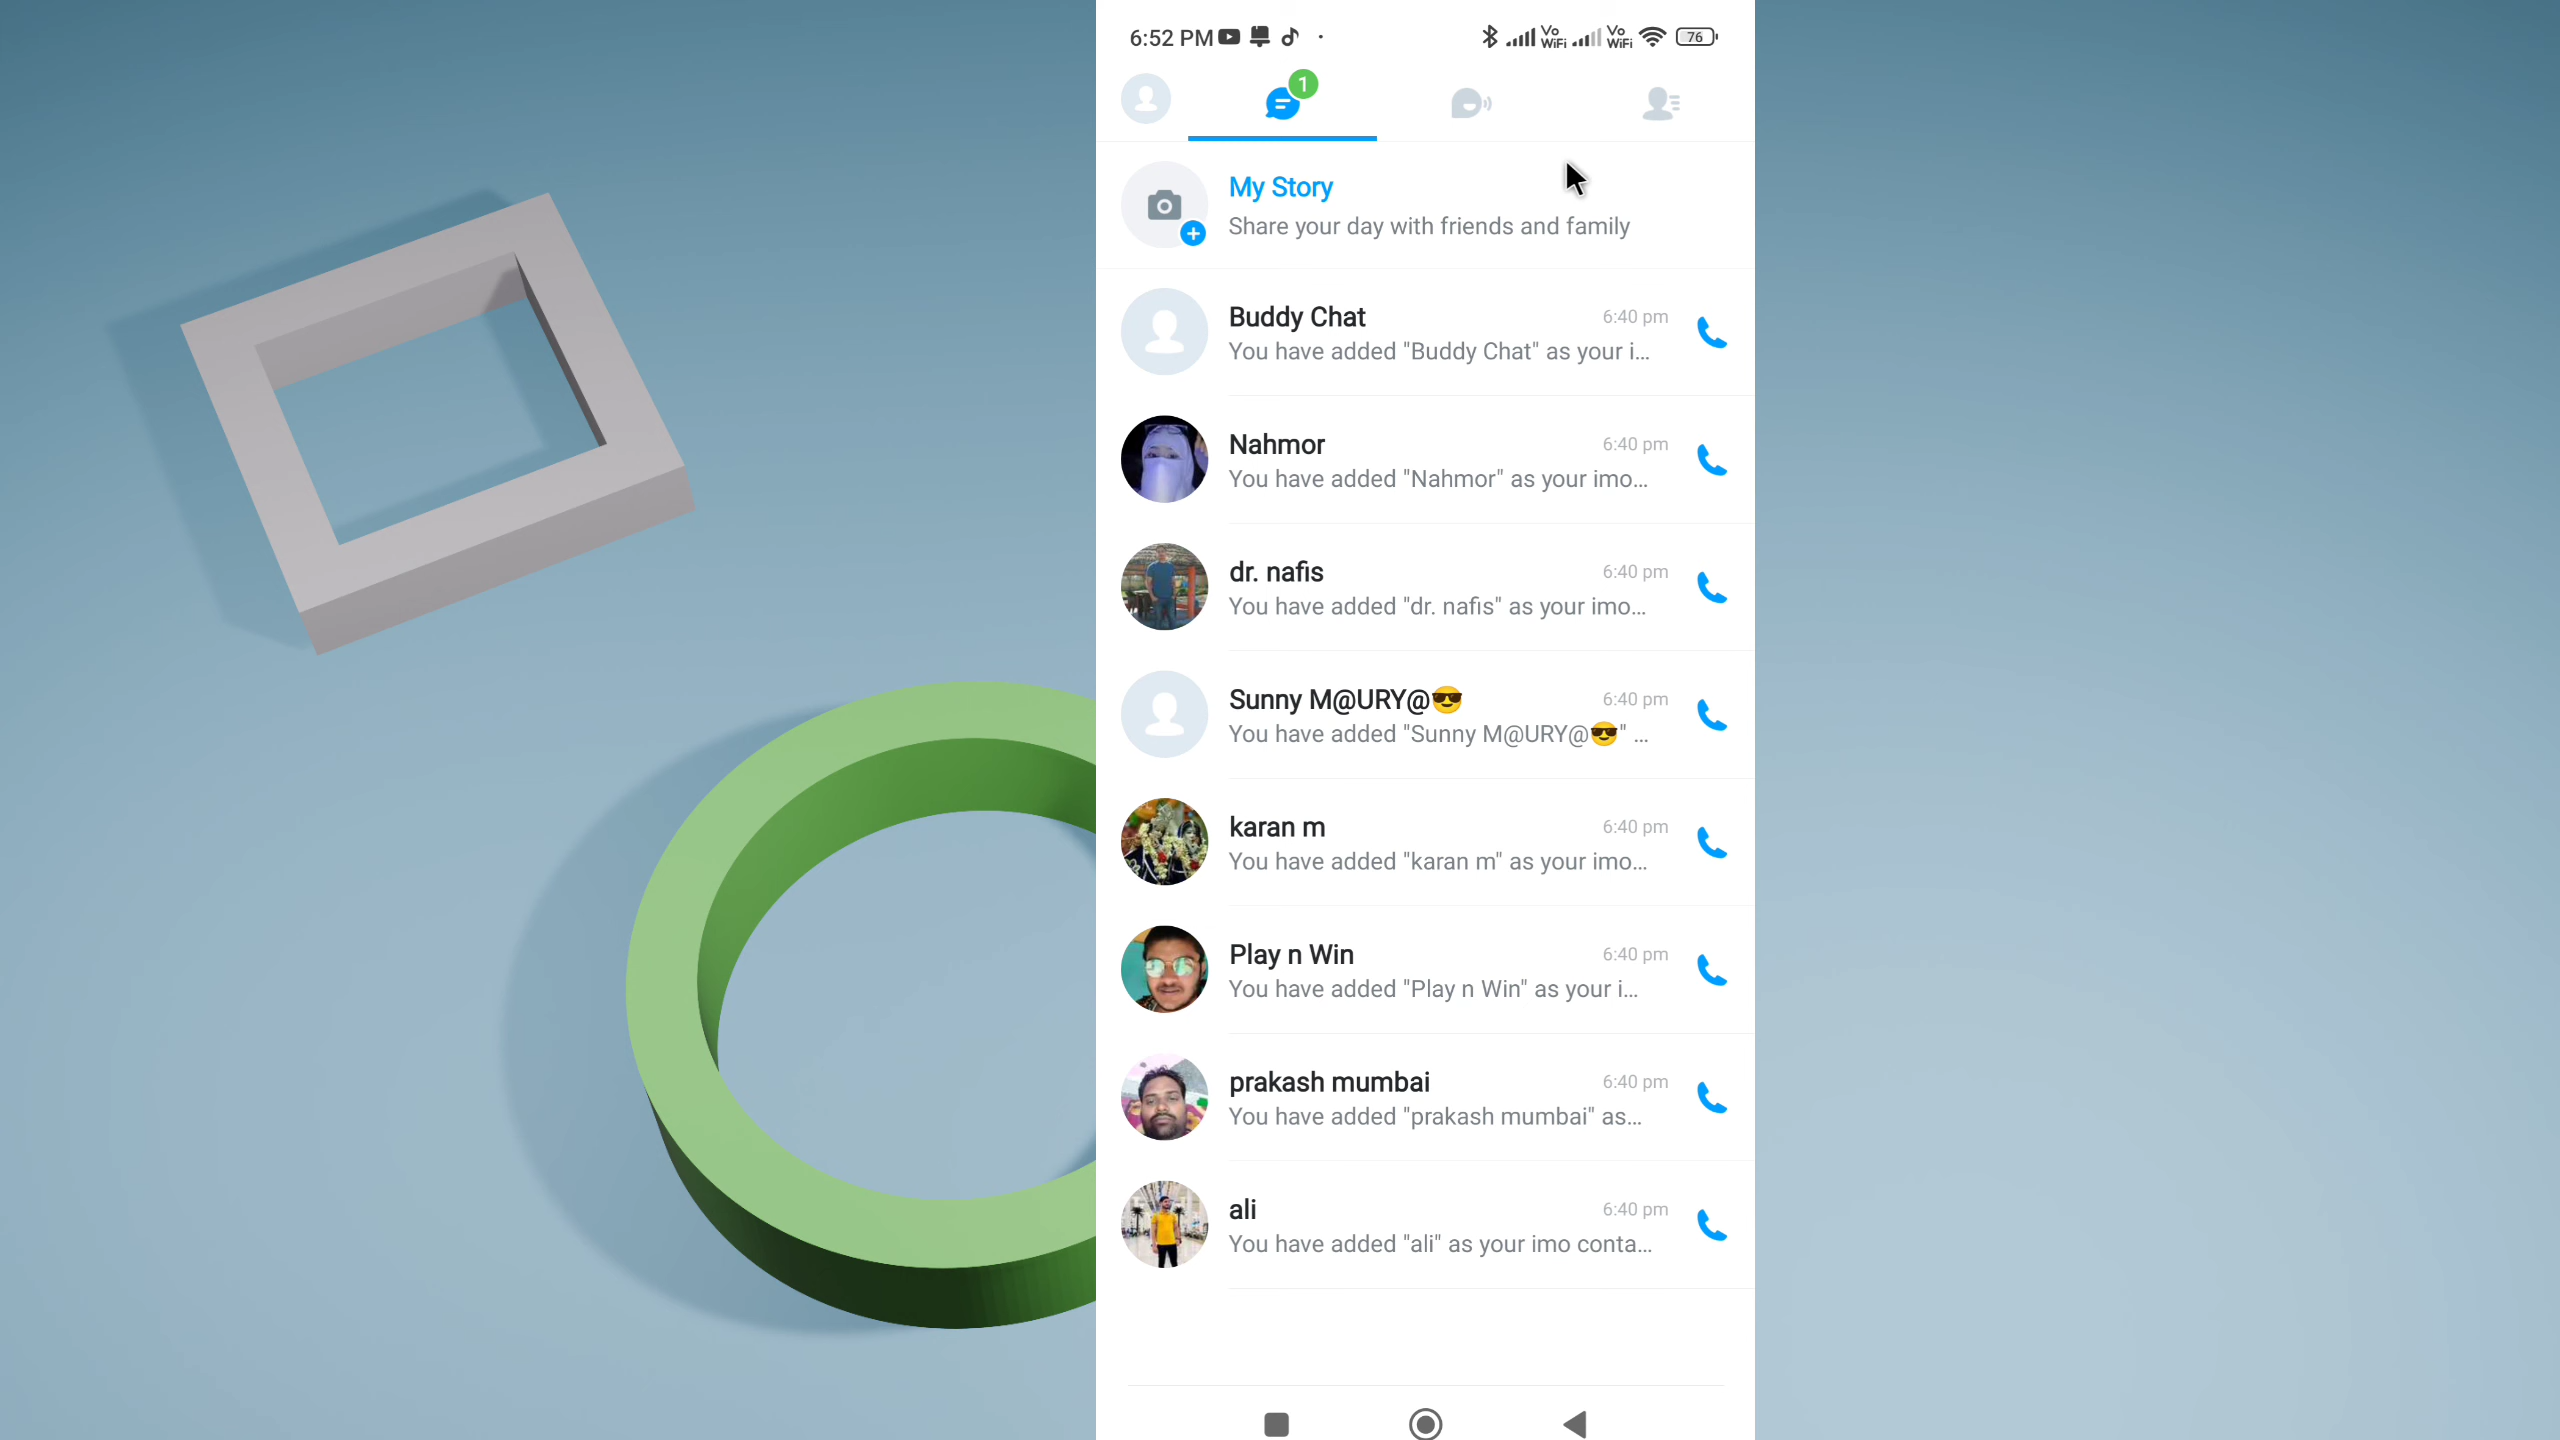 6:52 PM
Vo WiFi
Vo WiFi
76
1
My Story
Share your day with friends and family
Buddy Chat
6:40 pm
You have added "Buddy Chat" as your i...
Nahmor
6:40 pm
You have added "Nahmor" as your imo...
dr. nafis
6:40 pm
You have added "dr. nafis" as your imo...
Sunny M@URY@😎
6:40 pm
You have added "Sunny M@URY@😎" ...
karan m
6:40 pm
You have added "karan m" as your imo...
Play n Win
6:40 pm
You have added "Play n Win" as your i...
prakash mumbai
6:40 pm
You have added "prakash mumbai" as...
ali
6:40 pm
You have added "ali" as your imo conta...